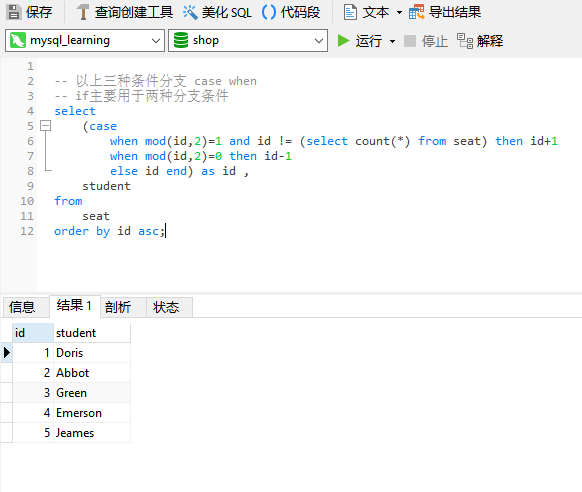 保存 查询创建工具 美化 SQL 代码段 文本 导出结果
mysql_learning shop 运行 停止 解释
1
2 -- 以上三种条件分支 case when
3 -- if主要用于两种分支条件
4 select
5 (case
6 when mod(id,2)=1 and id != (select count(*) from seat) then id+1
7 when mod(id,2)=0 then id-1
8 else id end) as id ,
9 student
10 from
11 seat
12 order by id asc;
信息 结果 1 剖析 状态
id student
1 Doris
2 Abbot
3 Green
4 Emerson
5 Jeames